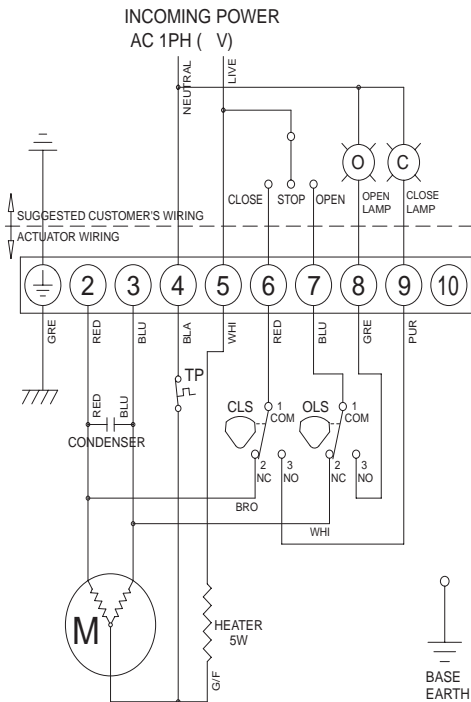 INCOMING POWER
AC 1PH ( V)
NEUTRAL
LIVE
O
C
CLOSE STOP OPEN
OPEN
LAMP
CLOSE
LAMP
SUGGESTED CUSTOMER'S WIRING
ACTUATOR WIRING
2 3 4 5 6 7 8 9 10
GRE RED BLU BLA WHI RED BLU GRE PUR
TP
RED
BLU
CONDENSER
CLS
1
COM
2
NC
3
NO
OLS
1
COM
2
NC
3
NO
BRO
WHI
M
HEATER
5W
G/F
BASE
EARTH